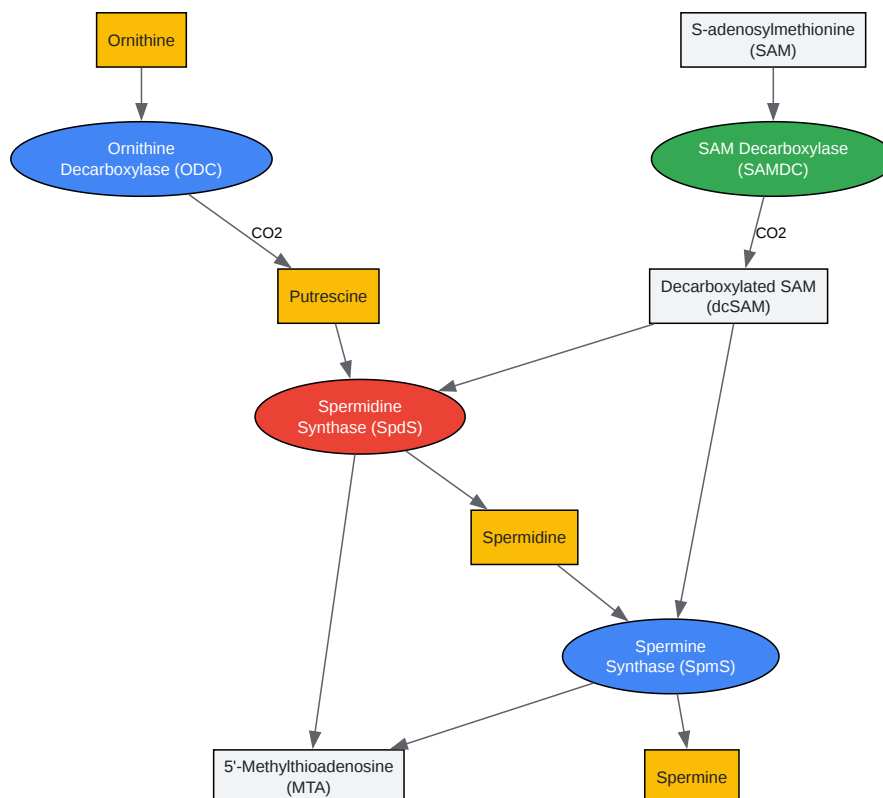 Ornithine
S-adenosylmethionine
(SAM)
Ornithine
Decarboxylase (ODC)
SAM Decarboxylase
(SAMDC)
CO2
CO2
Putrescine
Decarboxylated SAM
(dcSAM)
Spermidine
Synthase (SpdS)
Spermidine
Spermine
Synthase (SpmS)
5'-Methylthioadenosine
(MTA)
Spermine